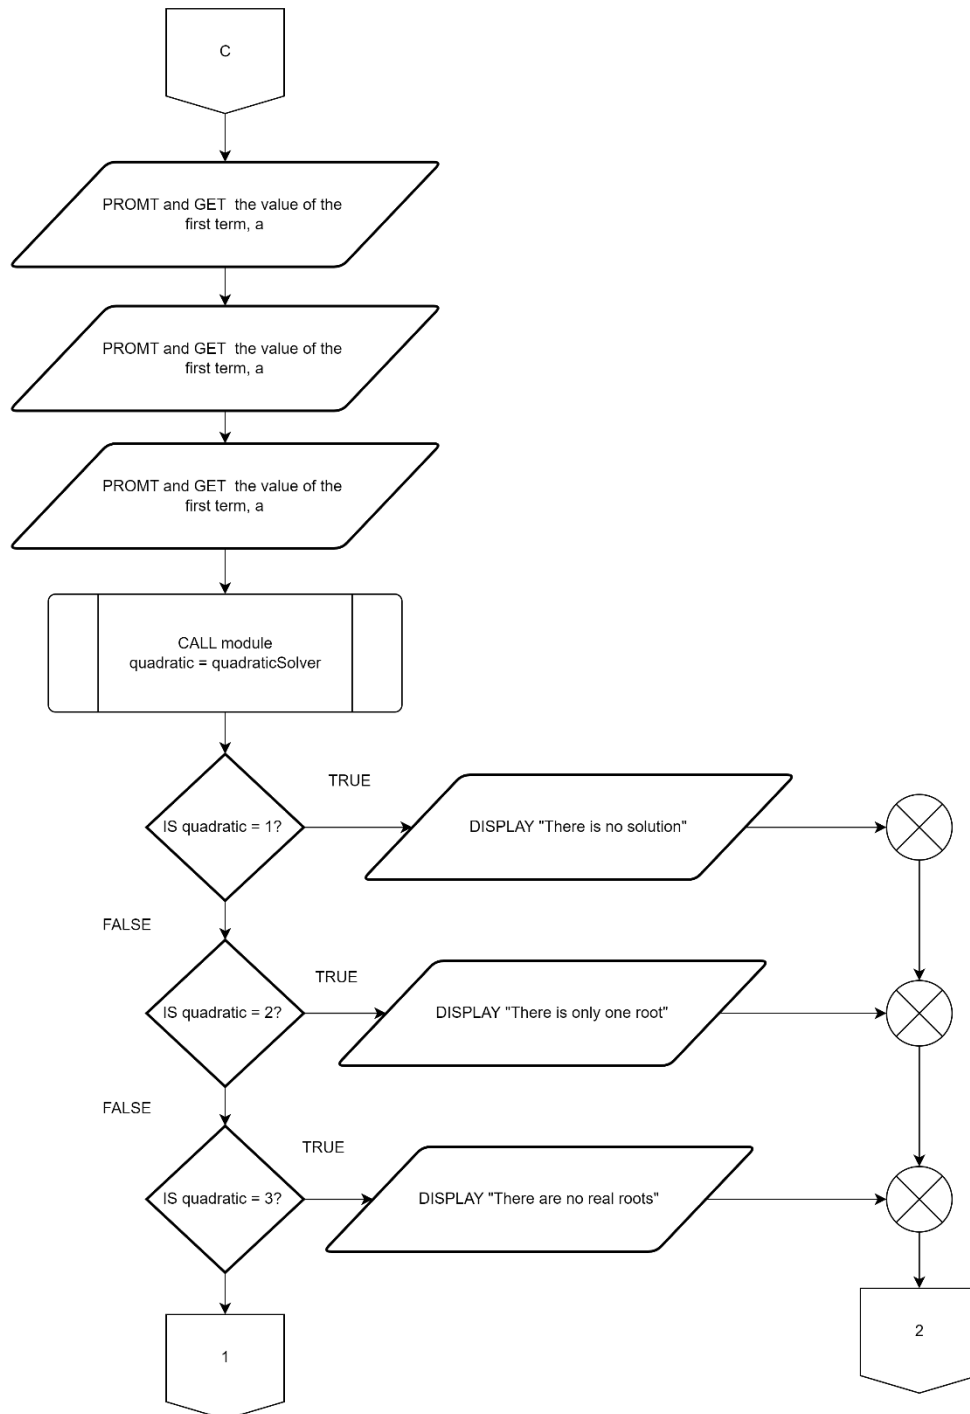 C
PROMT and GET  the value of the
first term, a
PROMT and GET  the value of the
first term, a
PROMT and GET  the value of the
first term, a
CALL module
quadratic = quadraticSolver
IS quadratic = 1?
TRUE
DISPLAY "There is no solution"
FALSE
IS quadratic = 2?
TRUE
DISPLAY "There is only one root"
FALSE
IS quadratic = 3?
TRUE
DISPLAY "There are no real roots"
1
2